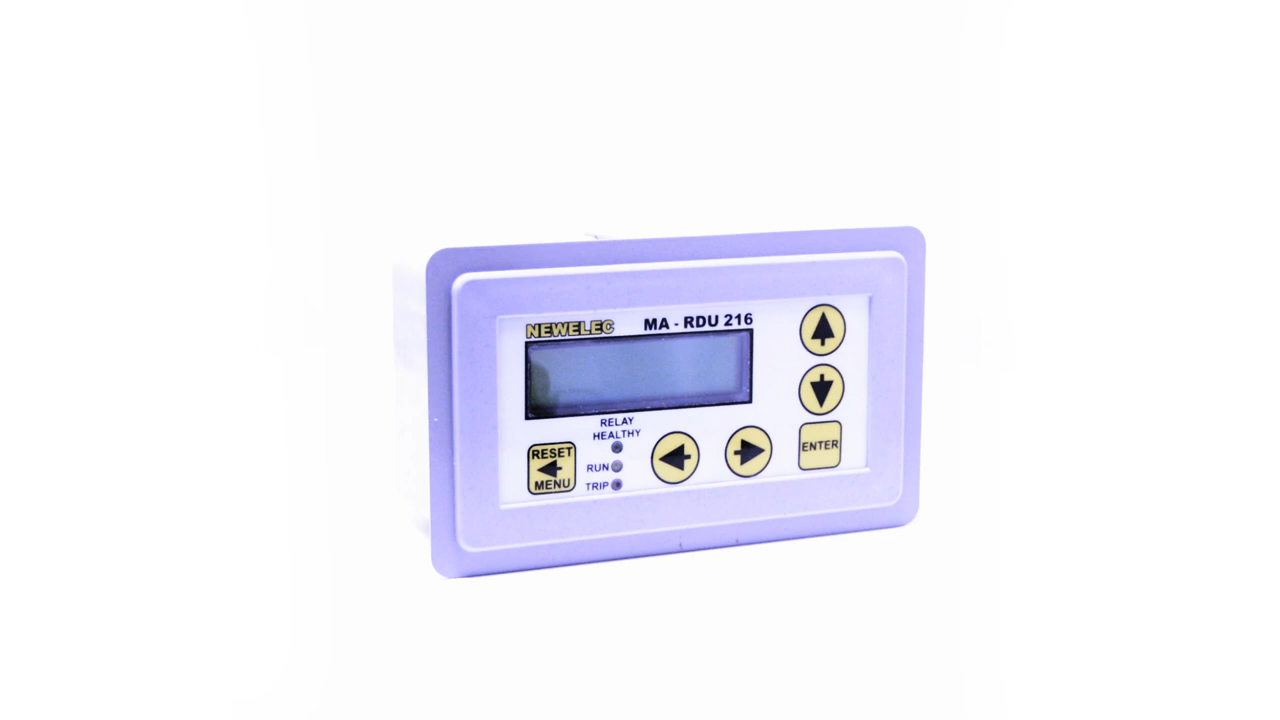 NEWELEC
MA - RDU 216
RELAY
HEALTHY
RUN
TRIP
RESET
MENU
ENTER